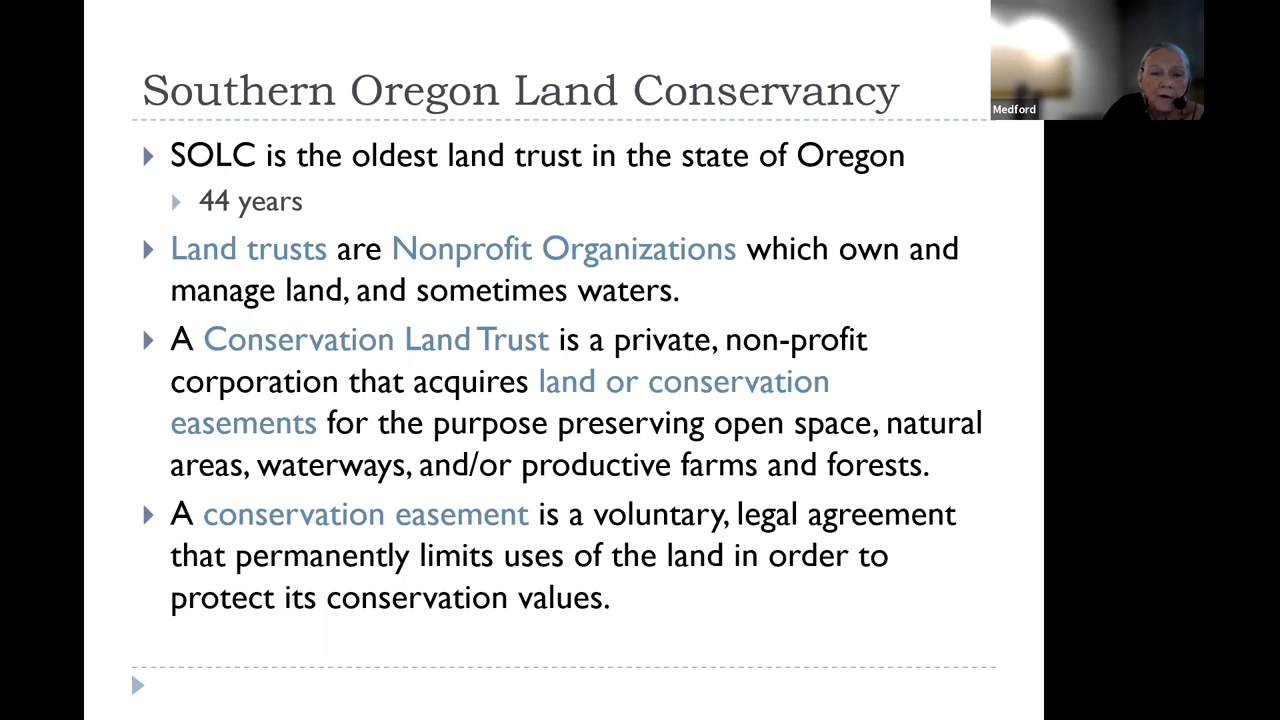 Southern Oregon Land Conservancy
Medford
SOLC is the oldest land trust in the state of Oregon
44 years
Land trusts are Nonprofit Organizations which own and
manage land, and sometimes waters.
A Conservation Land Trust is a private, non-profit
corporation that acquires land or conservation
easements for the purpose preserving open space, natural
areas, waterways, and/or productive farms and forests.
A conservation easement is a voluntary, legal agreement
that permanently limits uses of the land in order to
protect its conservation values.